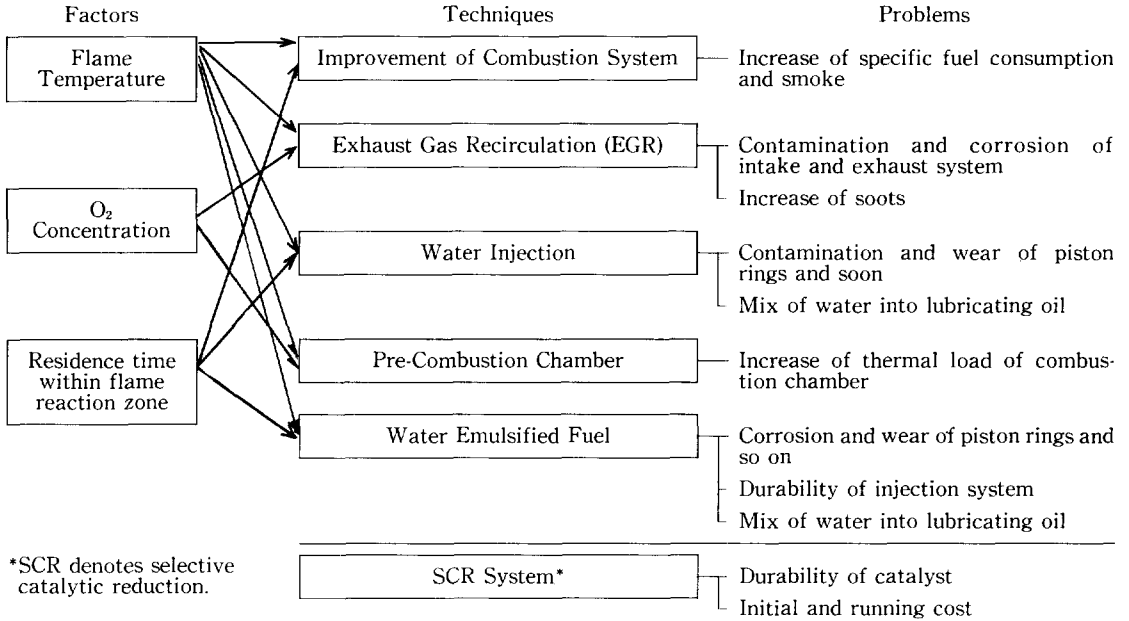 Factors
Techniques
Problems
Flame
Temperature
O₂
Concentration
Residence time
within flame
reaction zone
Improvement of Combustion System
Increase of specific fuel consumption
and smoke
Exhaust Gas Recirculation (EGR)
Contamination and corrosion of
intake and exhaust system
Increase of soots
Water Injection
Contamination and wear of piston
rings and soon
Mix of water into lubricating oil
Pre-Combustion Chamber
Increase of thermal load of combus-
tion chamber
Water Emulsified Fuel
Corrosion and wear of piston rings and
so on
Durability of injection system
Mix of water into lubricating oil
*SCR denotes selective
catalytic reduction.
SCR System*
Durability of catalyst
Initial and running cost